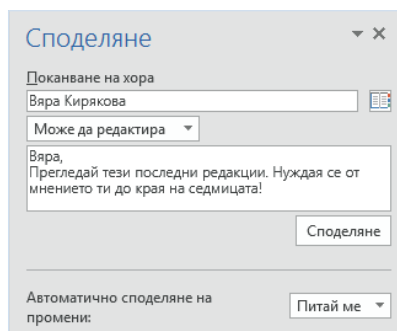 Споделяне
Поканване на хора
Вяра Кирякова
Може да редактира
Вяра,
Прегледай тези последни редакции. Нуждая се от
мнението ти до края на седмицата!
Споделяне
Автоматично споделяне на
промени:
Питай ме